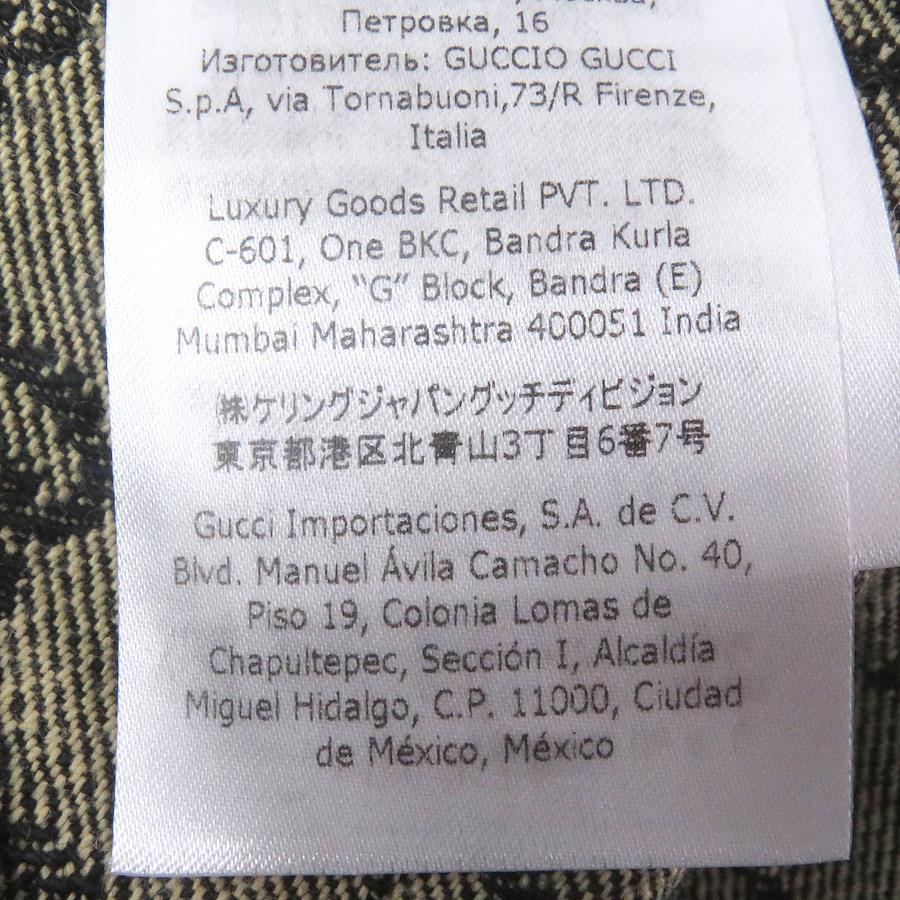 Петровка, 16
Изготовитель: GUCCIO GUCCI
S.p.A, via Tornabuoni,73/R Firenze,
Italia
Luxury Goods Retail PVT. LTD.
C-601, One BKC, Bandra Kurla
Complex, "G" Block, Bandra (E)
Mumbai Maharashtra 400051 India
㈱ケリングジャパングッチディビジョン
東京都港区北青山3丁目6番7号
Gucci Importaciones, S.A. de C.V.
Blvd. Manuel Ávila Camacho No. 40,
Piso 19, Colonia Lomas de
Chapultepec, Sección I, Alcaldía
Miguel Hidalgo, C.P. 11000, Ciudad
de México, México